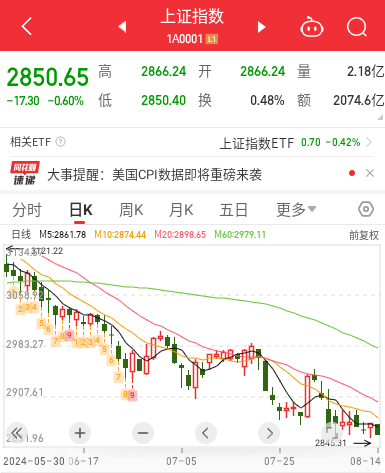 上证指数
1A0001 L1
2850.65
-17.30 -0.60%
高 2866.24 开 2866.24 量 2.18亿
低 2850.40 换 0.48% 额 2074.6亿
相关ETF ? 上证指数ETF 0.70 -0.42%
同花顺
速递
大事提醒：美国CPI数据即将重磅来袭
分时 日K 周K 月K 五日 更多
日线 M5:2861.78 M10:2874.44 M20:2898.65 M60:2979.11 前复权
3058.96
2983.27
2907.61
2845.31
2024-05-30 06-17 07-05 07-25 08-14